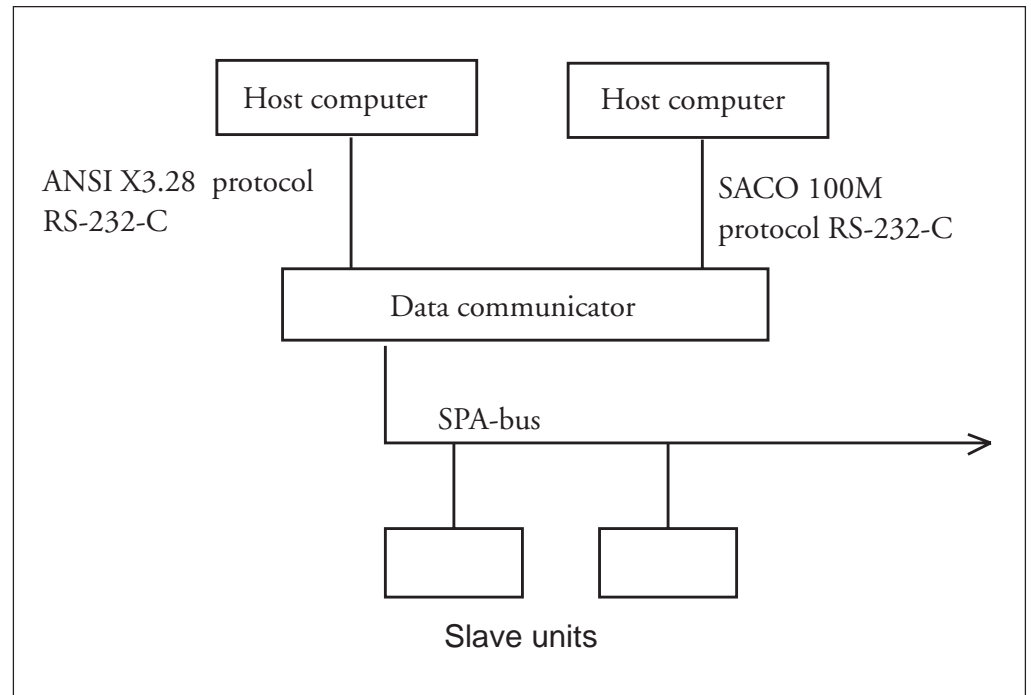 Host computer
Host computer
ANSI X3.28 protocol
RS-232-C
SACO 100M
protocol RS-232-C
Data communicator
SPA-bus
Slave units